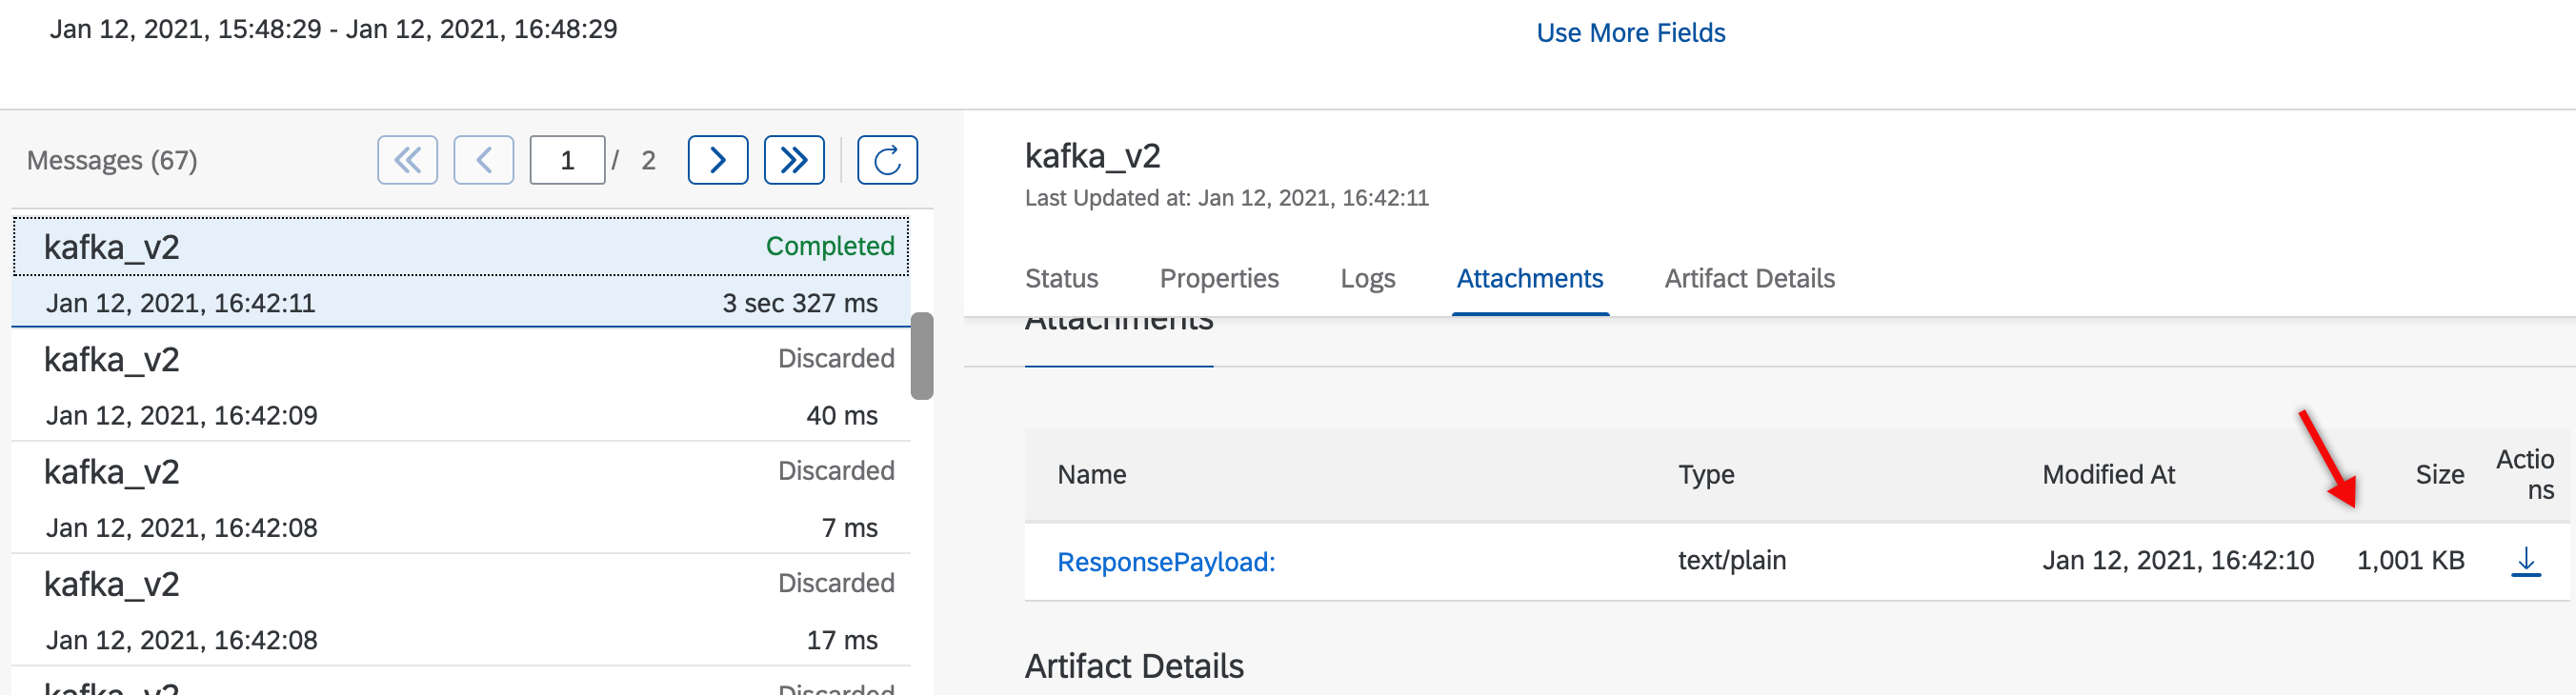 Jan 12, 2021, 15:48:29 - Jan 12, 2021, 16:48:29
Use More Fields
Messages (67)
1 / 2
kafka_v2
Completed
Jan 12, 2021, 16:42:11
3 sec 327 ms
kafka_v2
Discarded
Jan 12, 2021, 16:42:09
40 ms
kafka_v2
Discarded
Jan 12, 2021, 16:42:08
7 ms
kafka_v2
Discarded
Jan 12, 2021, 16:42:08
17 ms
kafka_v2
Discarded
kafka_v2
Last Updated at: Jan 12, 2021, 16:42:11
Status Properties Logs Attachments Artifact Details
Attachments
Name Type Modified At Size Actio
ns
ResponsePayload: text/plain Jan 12, 2021, 16:42:10 1,001 KB
Artifact Details